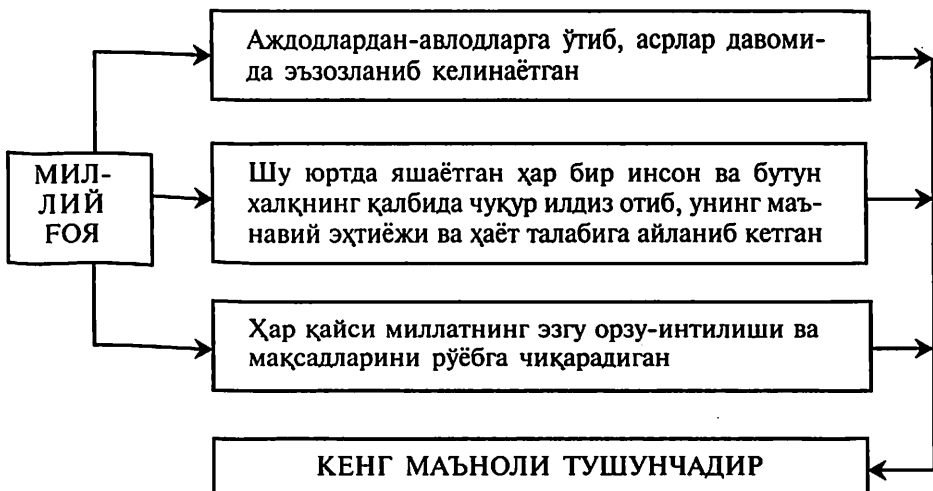 МИЛ-
ЛИЙ
ҒОЯ
Аждодлардан-авлодларга ўтиб, асрлар давоми-
да эъзозланиб келинаётган
Шу юртда яшаётган ҳар бир инсон ва бутун
халқнинг қалбида чуқур илдиз отиб, унинг маъ-
навий эҳтиёжи ва ҳаёт талабига айланиб кетган
Ҳар қайси миллатнинг эзгу орзу-интилиши ва
мақсадларини рўёбга чиқарадиган
КЕНГ МАЪНОЛИ ТУШУНЧАДИР